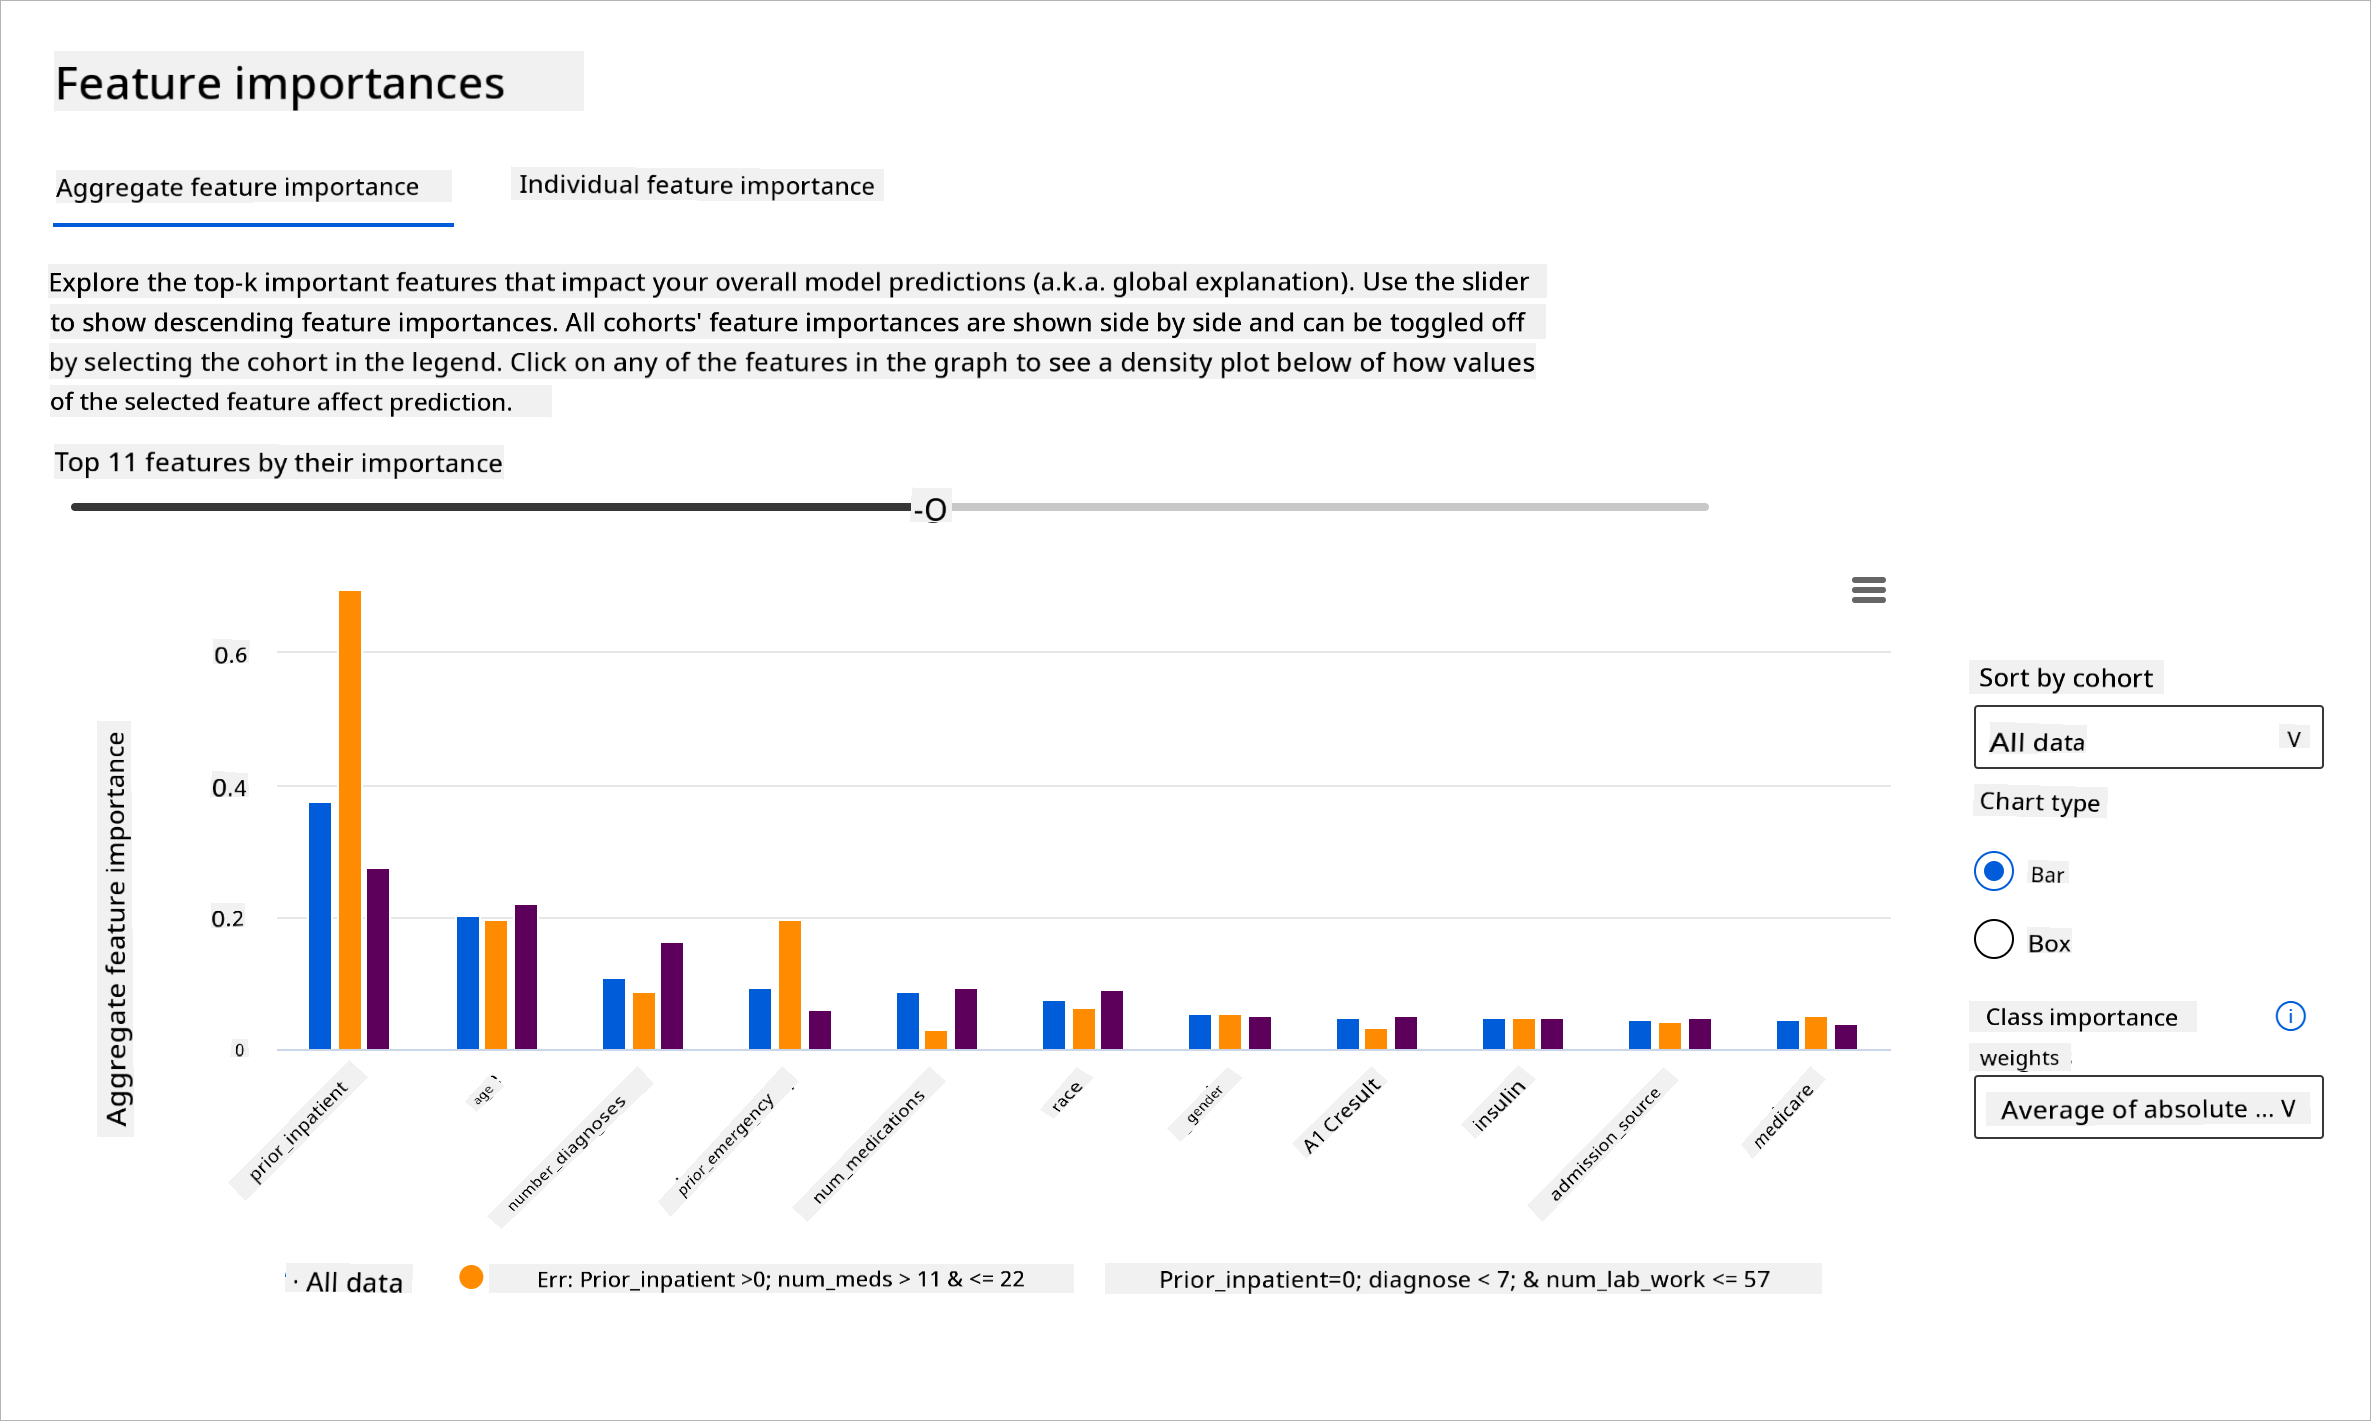 Feature importances
Aggregate feature importance
Individual feature importance
Explore the top-k important features that impact your overall model predictions (a.k.a. global explanation). Use the slider
to show descending feature importances. All cohorts' feature importances are shown side by side and can be toggled off
by selecting the cohort in the legend. Click on any of the features in the graph to see a density plot below of how values
of the selected feature affect prediction.
Top 11 features by their importance
-O
0.6
0.4
0.2
0
Aggregate feature importance
prior_inpatient
age
number_diagnoses
prior_emergency
num_medications
race
_gender
A1 Cresult
insulin
admission_source
medicare
· All data
Err: Prior_inpatient >0; num_meds > 11 & <= 22
Prior_inpatient=0; diagnose < 7; & num_lab_work <= 57
Sort by cohort
All data V
Chart type
Bar
Box
Class importance i
weights
Average of absolute ... V